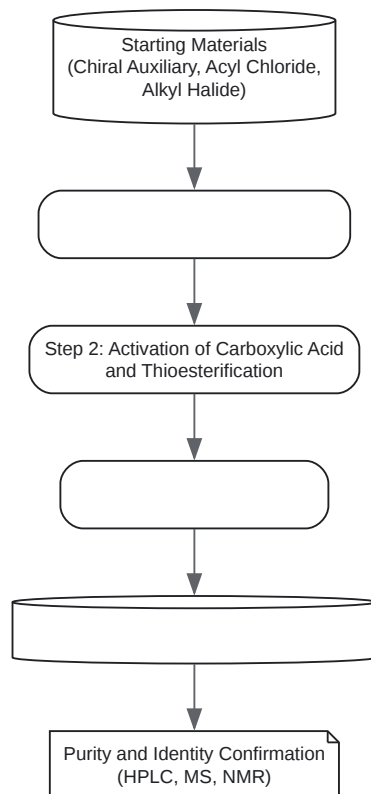 Starting Materials
(Chiral Auxiliary, Acyl Chloride,
Alkyl Halide)
Step 2: Activation of Carboxylic Acid
and Thioesterification
Purity and Identity Confirmation
(HPLC, MS, NMR)